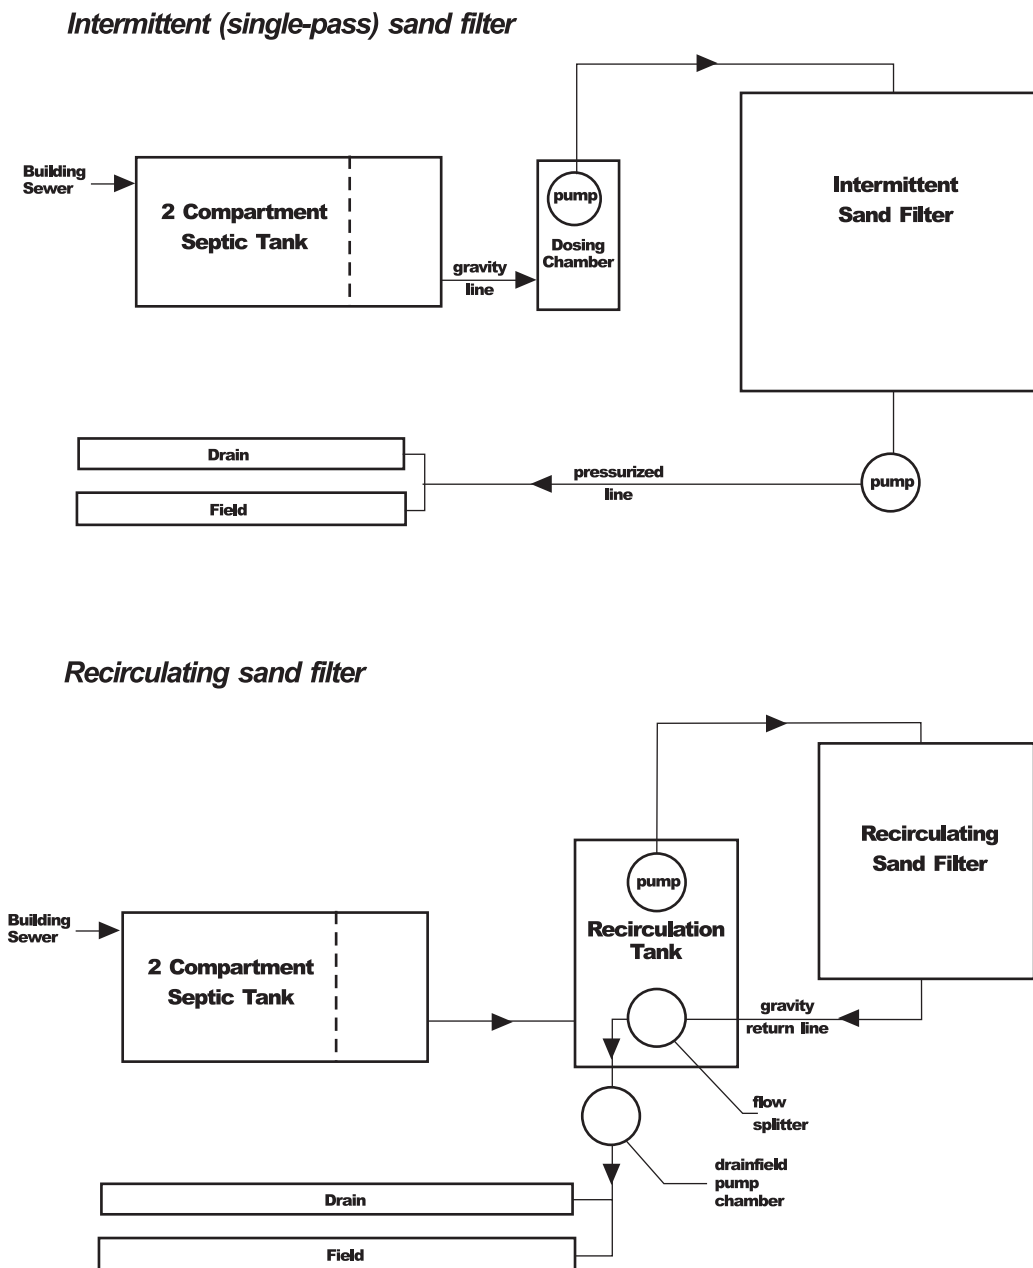 Intermittent (single-pass) sand filter
Building
Sewer
2 Compartment
Septic Tank
gravity
line
pump
Dosing
Chamber
Intermittent
Sand Filter
Drain
Field
pressurized
line
pump
Recirculating sand filter
Building
Sewer
2 Compartment
Septic Tank
pump
Recirculation
Tank
Recirculating
Sand Filter
gravity
return line
flow
splitter
drainfield
pump
chamber
Drain
Field